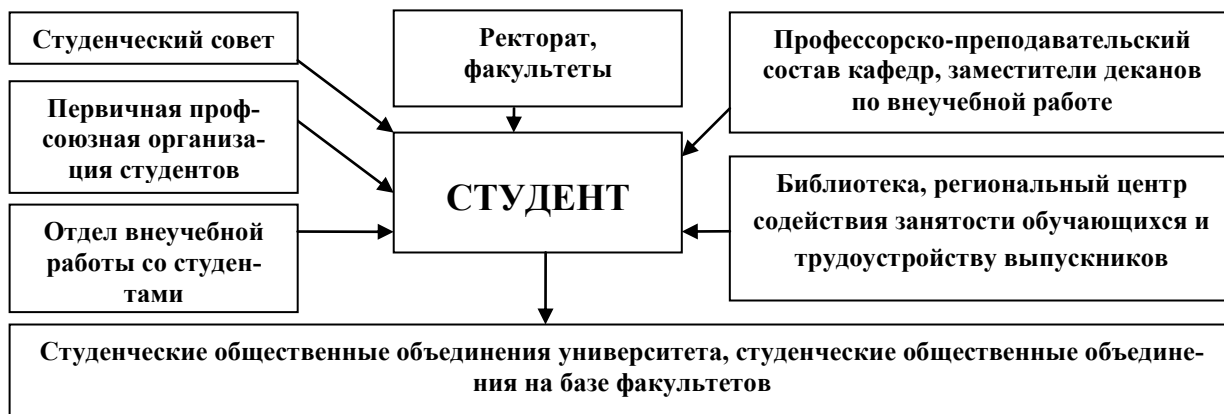 Студенческий совет
Первичная проф-
союзная организа-
ция студентов
Отдел внеучебной
работы со студен-
тами
Ректорат,
факультеты
СТУДЕНТ
Профессорско-преподавательский
состав кафедр, заместители деканов
по внеучебной работе
Библиотека, региональный центр
содействия занятости обучающихся и
трудоустройству выпускников
Студенческие общественные объединения университета, студенческие общественные объедине-
ния на базе факультетов